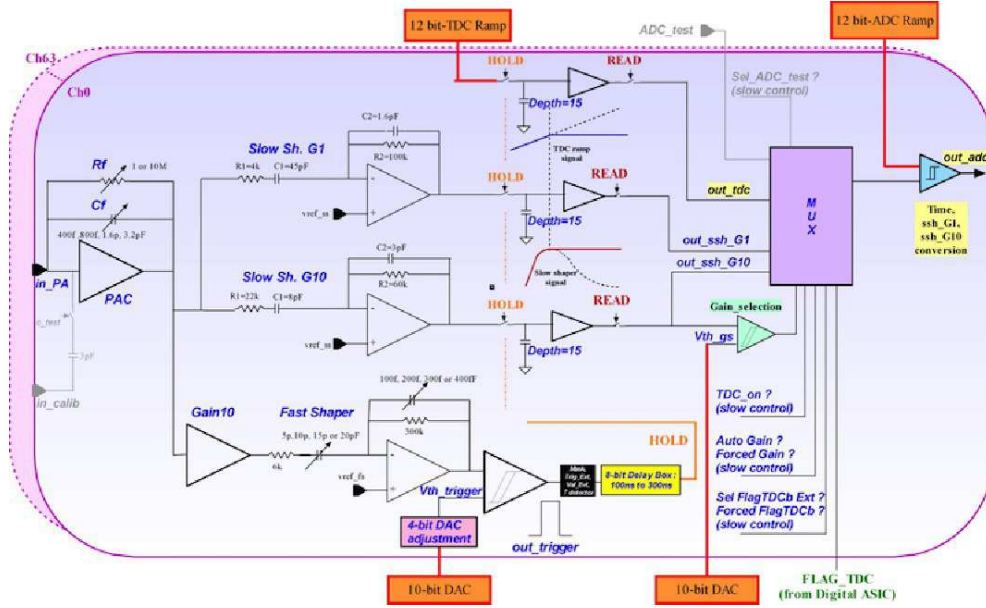 12 bit-TDC Ramp
12 bit-ADC Ramp
ADC_test
Ch63
Ch0
HOLD
READ
Sel_ADC_test ?
(slow control)
Depth=15
C2=1.6pF
Slow Sh. G1
R2=100k
R1=4k
C1=45pF
TDC ramp
signal
Rf
1 or 10M
Cf
400f ,800f, 1.6p, 3.2pF
HOLD
READ
out_tdc
out_adc
vref_ss
Depth=15
M
U
X
Time,
ssh_G1,
ssh_G10
conversion
out_ssh_G1
out_ssh_G10
in_PA
PAC
C2=3pF
Slow Sh. G10
R2=60k
R1=22k
C1=8pF
Slow shaper
signal
HOLD
READ
Gain_selection
Vth_gs
vref_ss
Depth=15
c_test
3pF
in_calib
100f, 200f, 300f or 400fF
Gain10
Fast Shaper
300k
5p,10p, 15p or 20pF
6k
vref_fs
Vth_trigger
HOLD
8-bit Delay Box :
100ns to 300ns
4-bit DAC
adjustment
out_trigger
TDC_on ?
(slow control)
Auto Gain ?
Forced Gain ?
(slow control)
Sel FlagTDCb Ext ?
Forced FlagTDCb ?
(slow control)
10-bit DAC
10-bit DAC
FLAG_TDC
(from Digital ASIC)